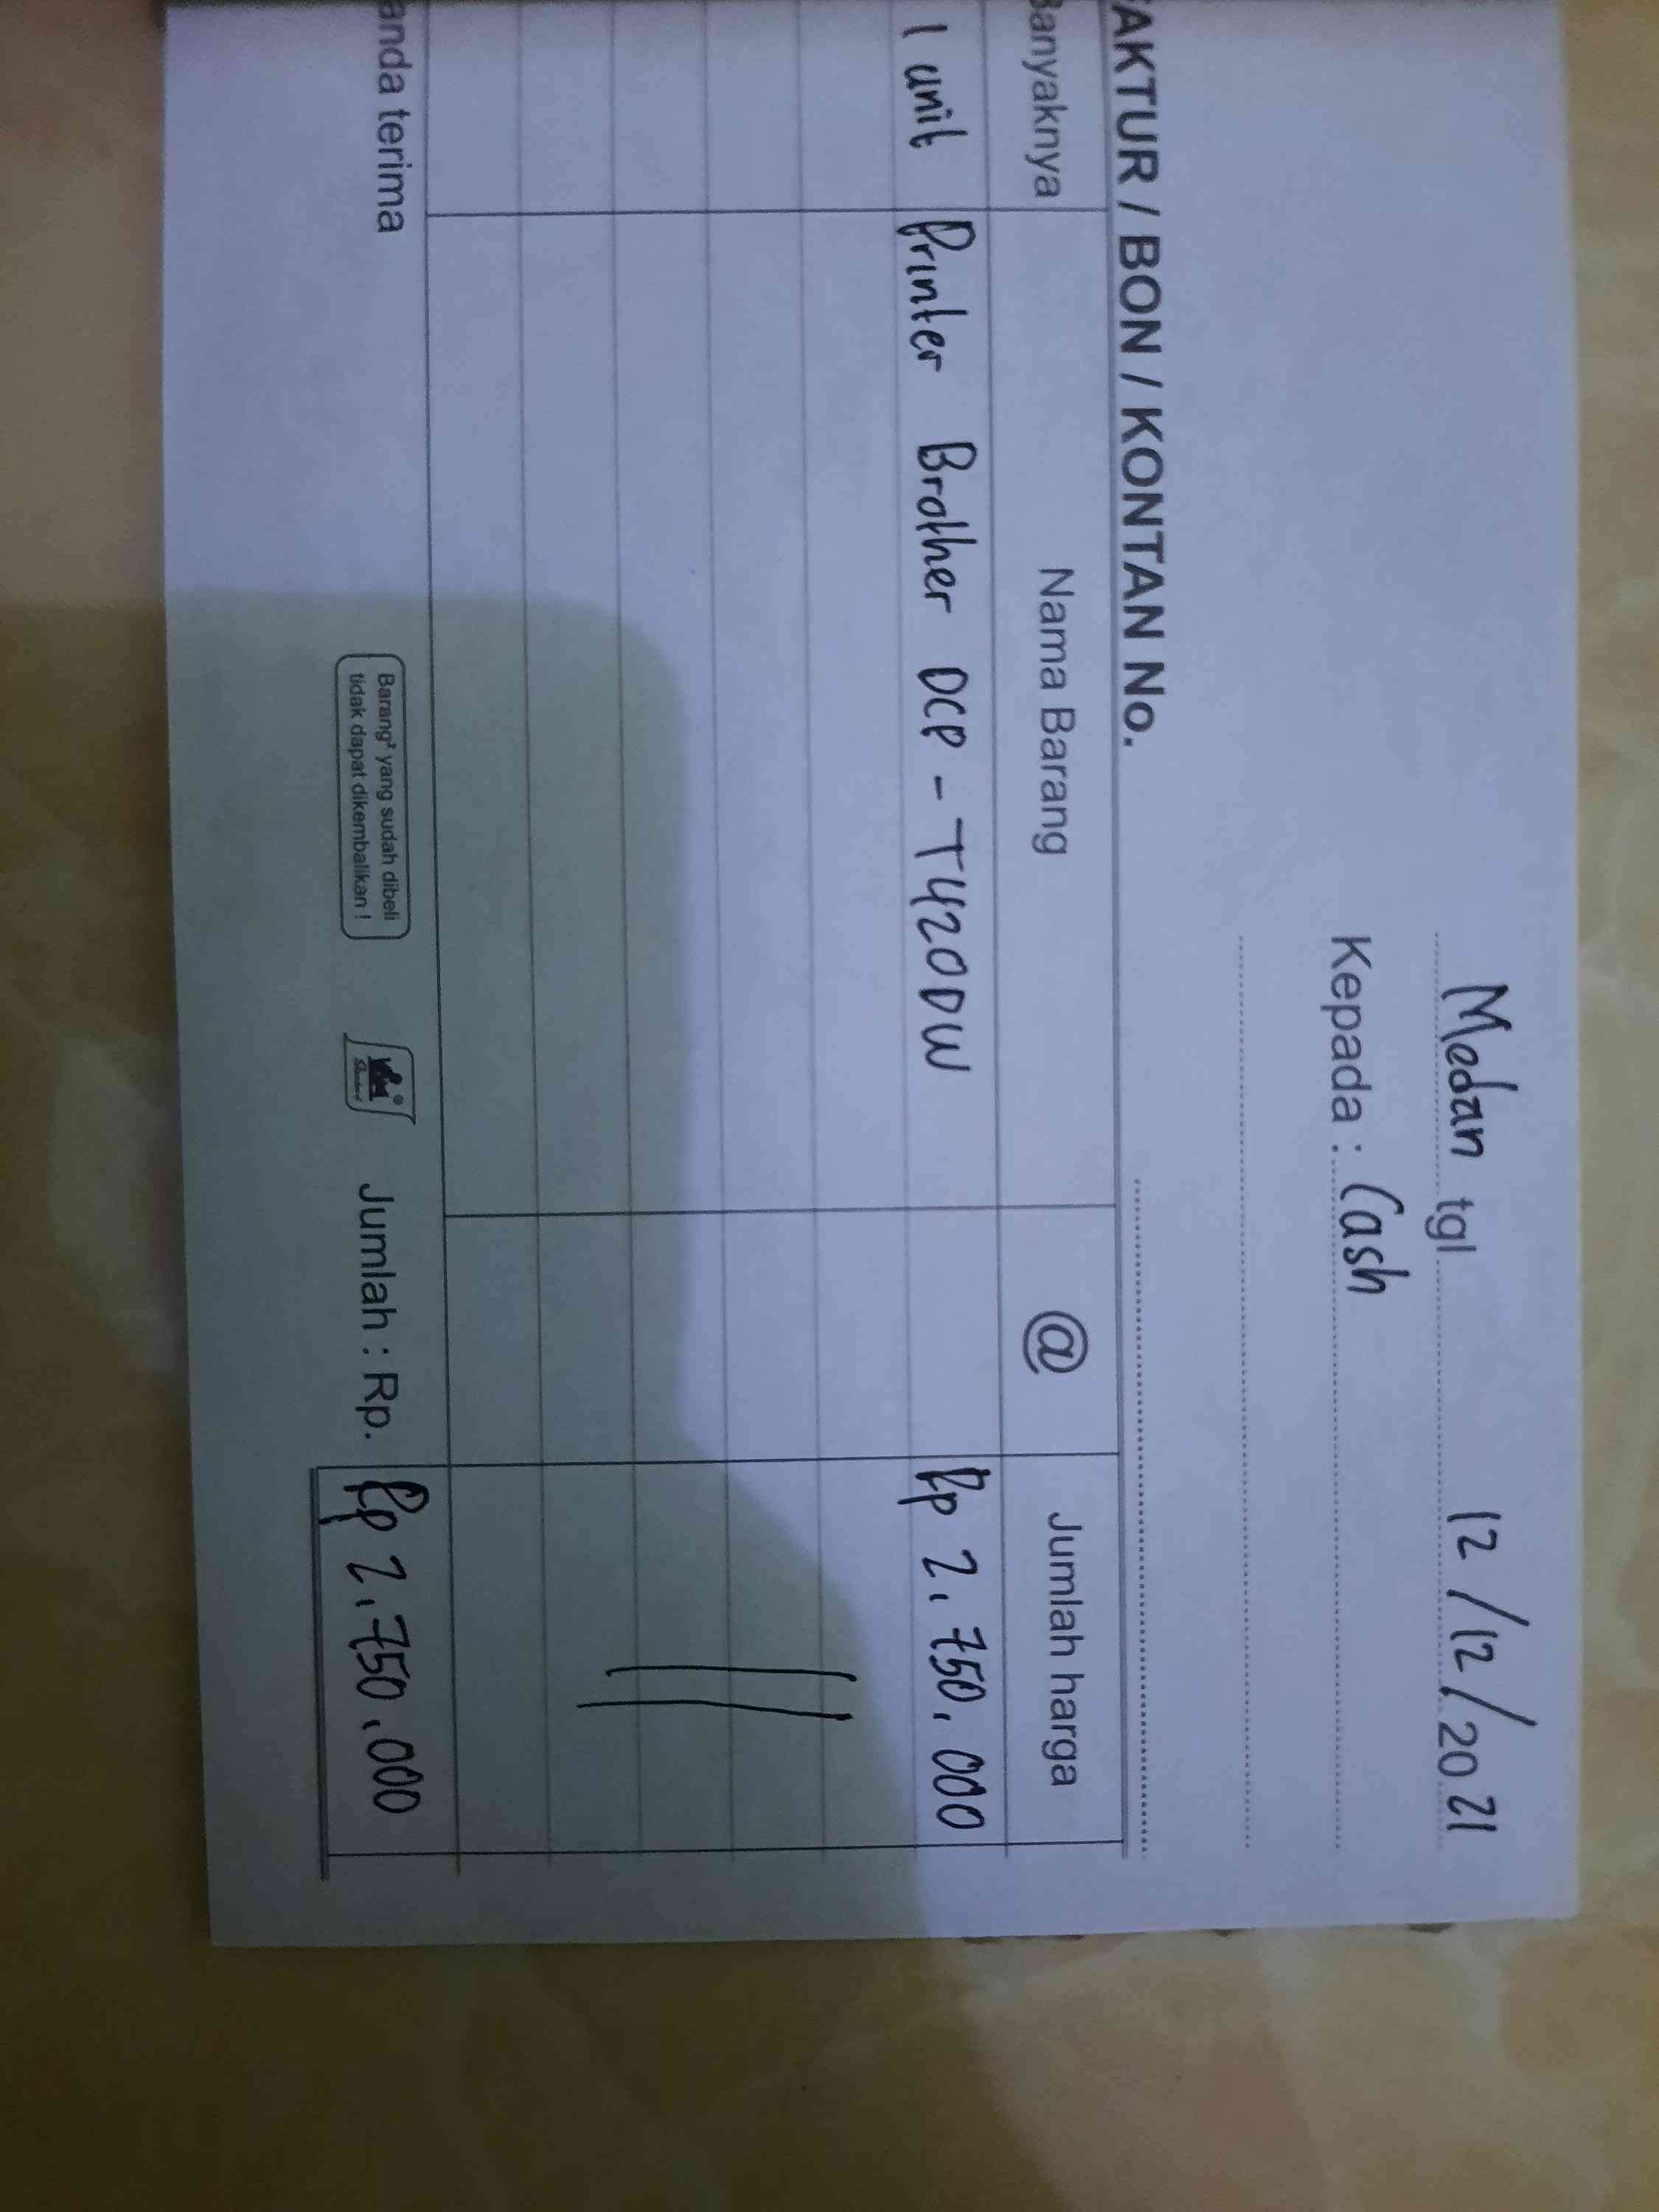 Medan tgl 12/12/2021
Kepada : Cash
FAKTUR / BON / KONTAN No.
Banyaknya Nama Barang @ Jumlah harga
1 unit Printer Brother DCP - T420DW Rp 2.750.000
anda terima Barang² yang sudah dibeli
tidak dapat dikembalikan !
Jumlah : Rp. Rp 2.750.000